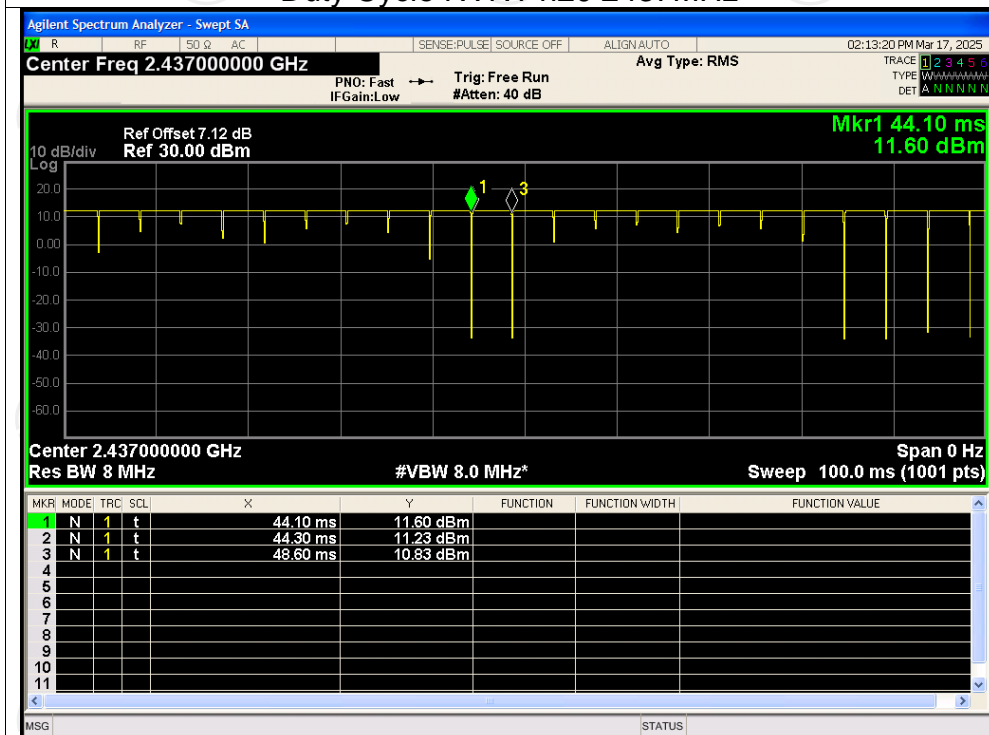 Agilent Spectrum Analyzer - Swept SA
LXI R RF 50 Ω AC SENSE:PULSE SOURCE OFF ALIGN AUTO 02:13:20 PM Mar 17, 2025
Center Freq 2.437000000 GHz Avg Type: RMS TRACE 1 2 3 4 5 6
PNO: Fast Trig: Free Run TYPE W
IFGain:Low #Atten: 40 dB DET A N N N N N
Mkr1 44.10 ms
Ref Offset 7.12 dB
10 dB/div Ref 30.00 dBm 11.60 dBm
Log
20.0
1 3
10.0
0.00
-10.0
-20.0
-30.0
-40.0
-50.0
-60.0
Center 2.437000000 GHz Span 0 Hz
Res BW 8 MHz #VBW 8.0 MHz* Sweep 100.0 ms (1001 pts)
MKR MODE TRC SCL X Y FUNCTION FUNCTION WIDTH FUNCTION VALUE
1 N 1 t 44.10 ms 11.60 dBm
2 N 1 t 44.30 ms 11.23 dBm
3 N 1 t 48.60 ms 10.83 dBm
4
5
6
7
8
9
10
11
MSG STATUS